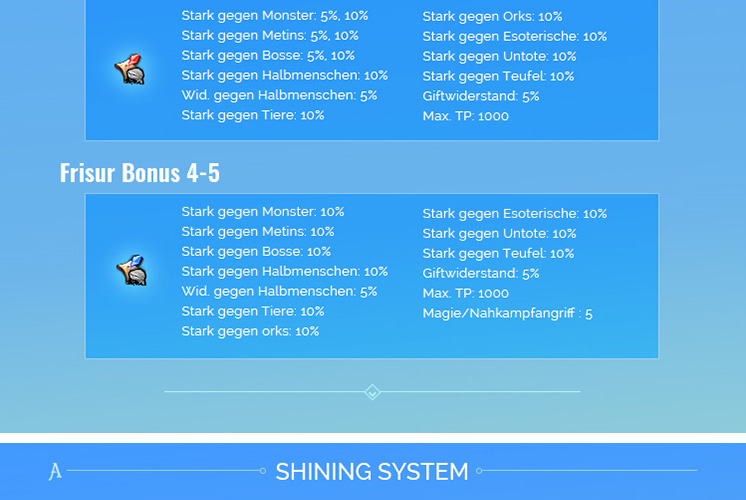 Stark gegen Monster: 5%, 10%
Stark gegen Metins: 5%, 10%
Stark gegen Bosse: 5%, 10%
Stark gegen Halbmenschen: 10%
Wid. gegen Halbmenschen: 5%
Stark gegen Tiere: 10%
Stark gegen Orks: 10%
Stark gegen Esoterische: 10%
Stark gegen Untote: 10%
Stark gegen Teufel: 10%
Giftwiderstand: 5%
Max. TP: 1000
Frisur Bonus 4-5
Stark gegen Monster: 10%
Stark gegen Metins: 10%
Stark gegen Bosse: 10%
Stark gegen Halbmenschen: 10%
Wid. gegen Halbmenschen: 5%
Stark gegen Tiere: 10%
Stark gegen orks: 10%
Stark gegen Esoterische: 10%
Stark gegen Untote: 10%
Stark gegen Teufel: 10%
Giftwiderstand: 5%
Max. TP: 1000
Magie/Nahkampfangriff : 5
A
SHINING SYSTEM